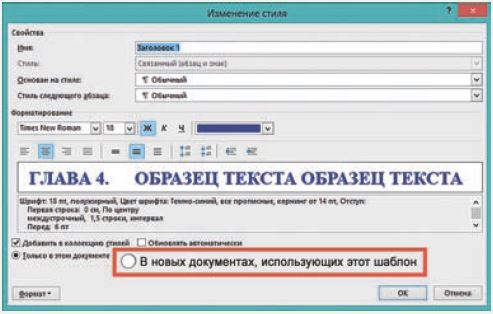 Изменение стиля
Свойства
Имя: Заголовок 1
Стиль: Связанный (абзац и знак)
Основан на стиле: ¶ Обычный
Стиль следующего абзаца: ¶ Обычный
Форматирование
Times New Roman 18 Ж К Ч
ГЛАВА 4. ОБРАЗЕЦ ТЕКСТА ОБРАЗЕЦ ТЕКСТА
Шрифт: 18 пт, полужирный, Цвет шрифта: Темно-синий, все прописные, кернинг от 14 пт, Отступ:
Первая строка: 0 см, По центру
междустрочный, 1,5 строки, интервал
Перед: 6 пт
Добавить в коллекцию стилей Обновлять автоматически
Только в этом документе В новых документах, использующих этот шаблон
Формат ОК Отмена